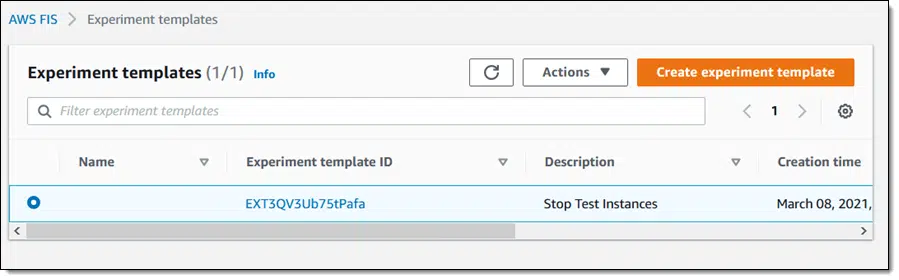 AWS FIS > Experiment templates
Experiment templates (1/1) Info
Actions ▼ Create experiment template
Filter experiment templates
< 1 >
Name Experiment template ID Description Creation time
EXT3QV3Ub75tPafa Stop Test Instances March 08, 2021,